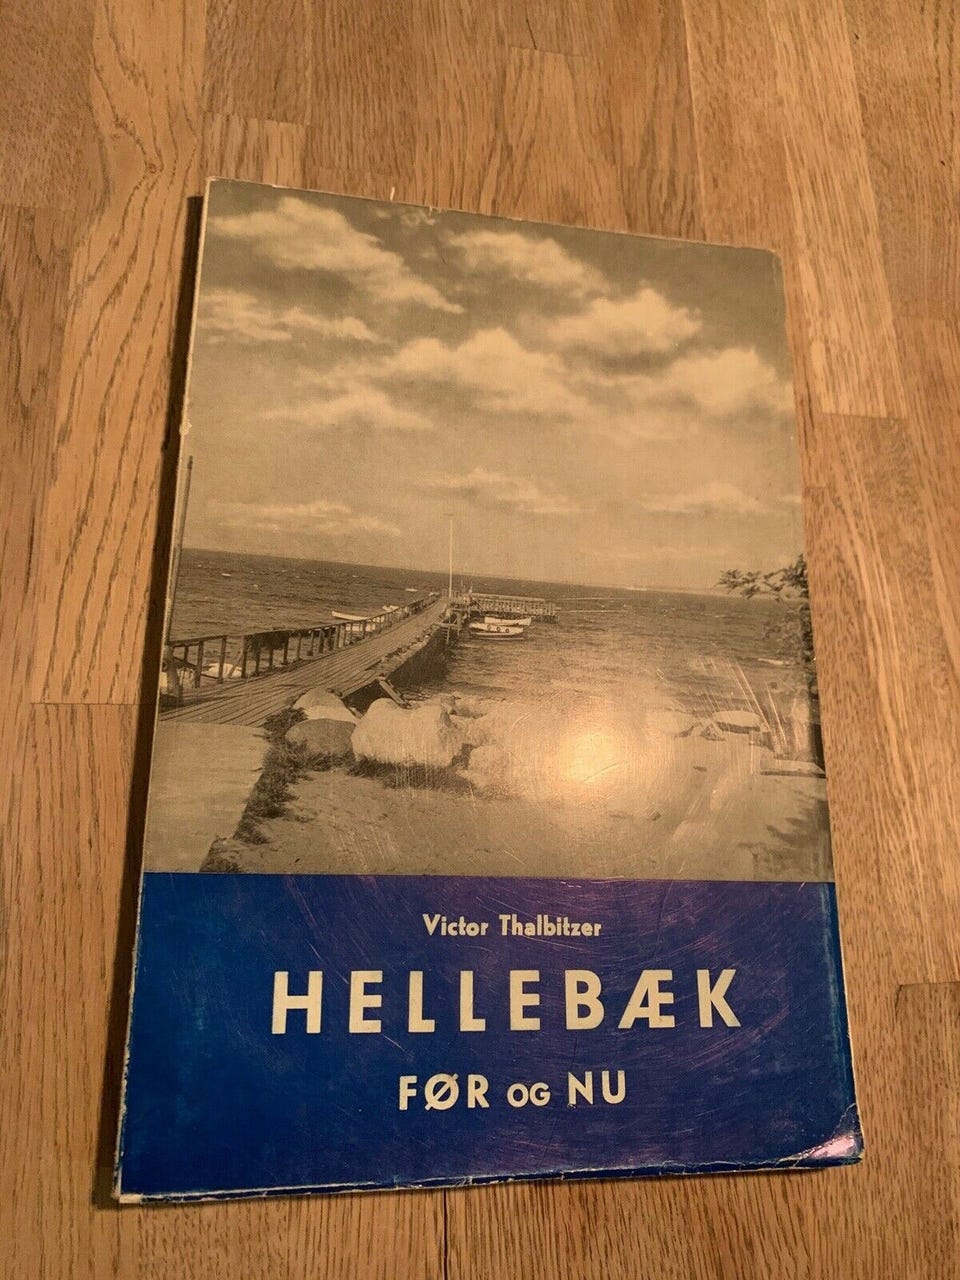 Victor Thalbitzer
HELLEBÆK
FØR OG NU